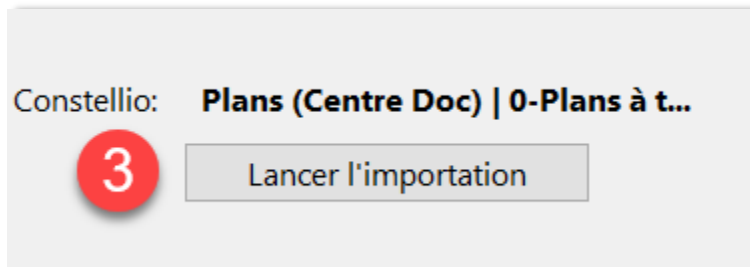 Constellio: Plans (Centre Doc) | 0-Plans à t...
3 Lancer l'importation